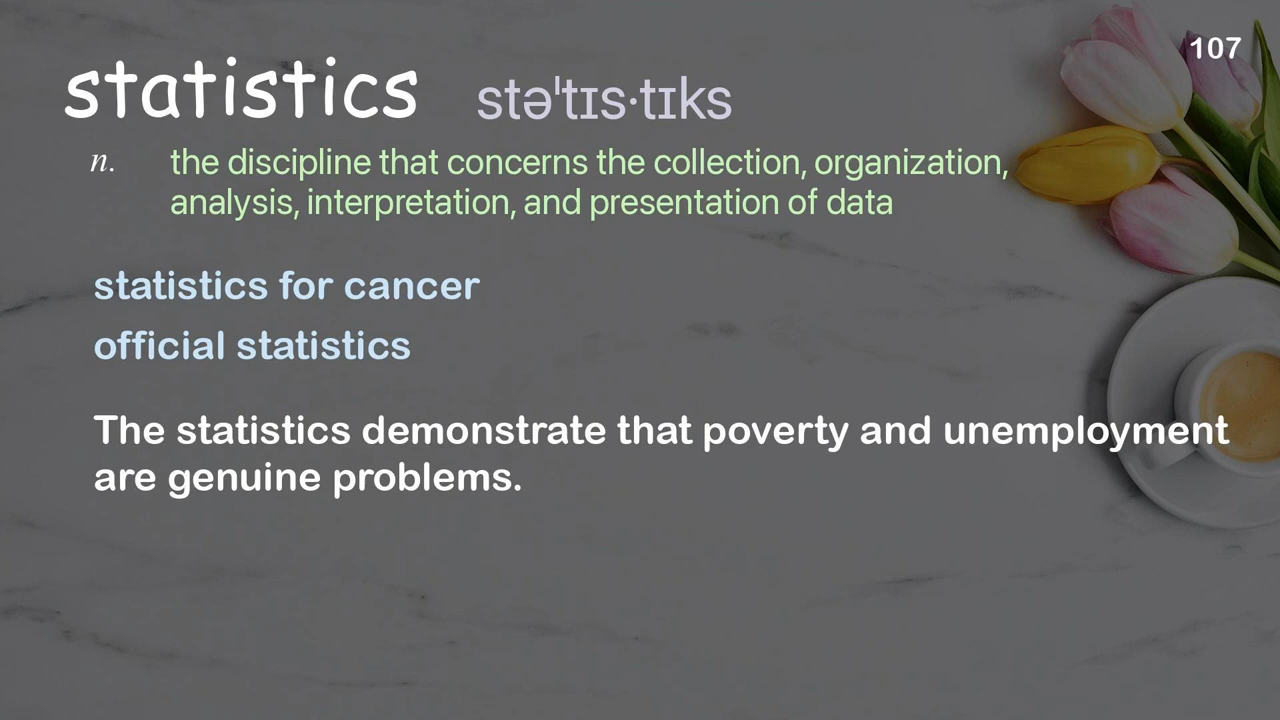 107
statistics stəˈtɪs·tɪks
n. the discipline that concerns the collection, organization,
analysis, interpretation, and presentation of data
statistics for cancer
official statistics
The statistics demonstrate that poverty and unemployment
are genuine problems.